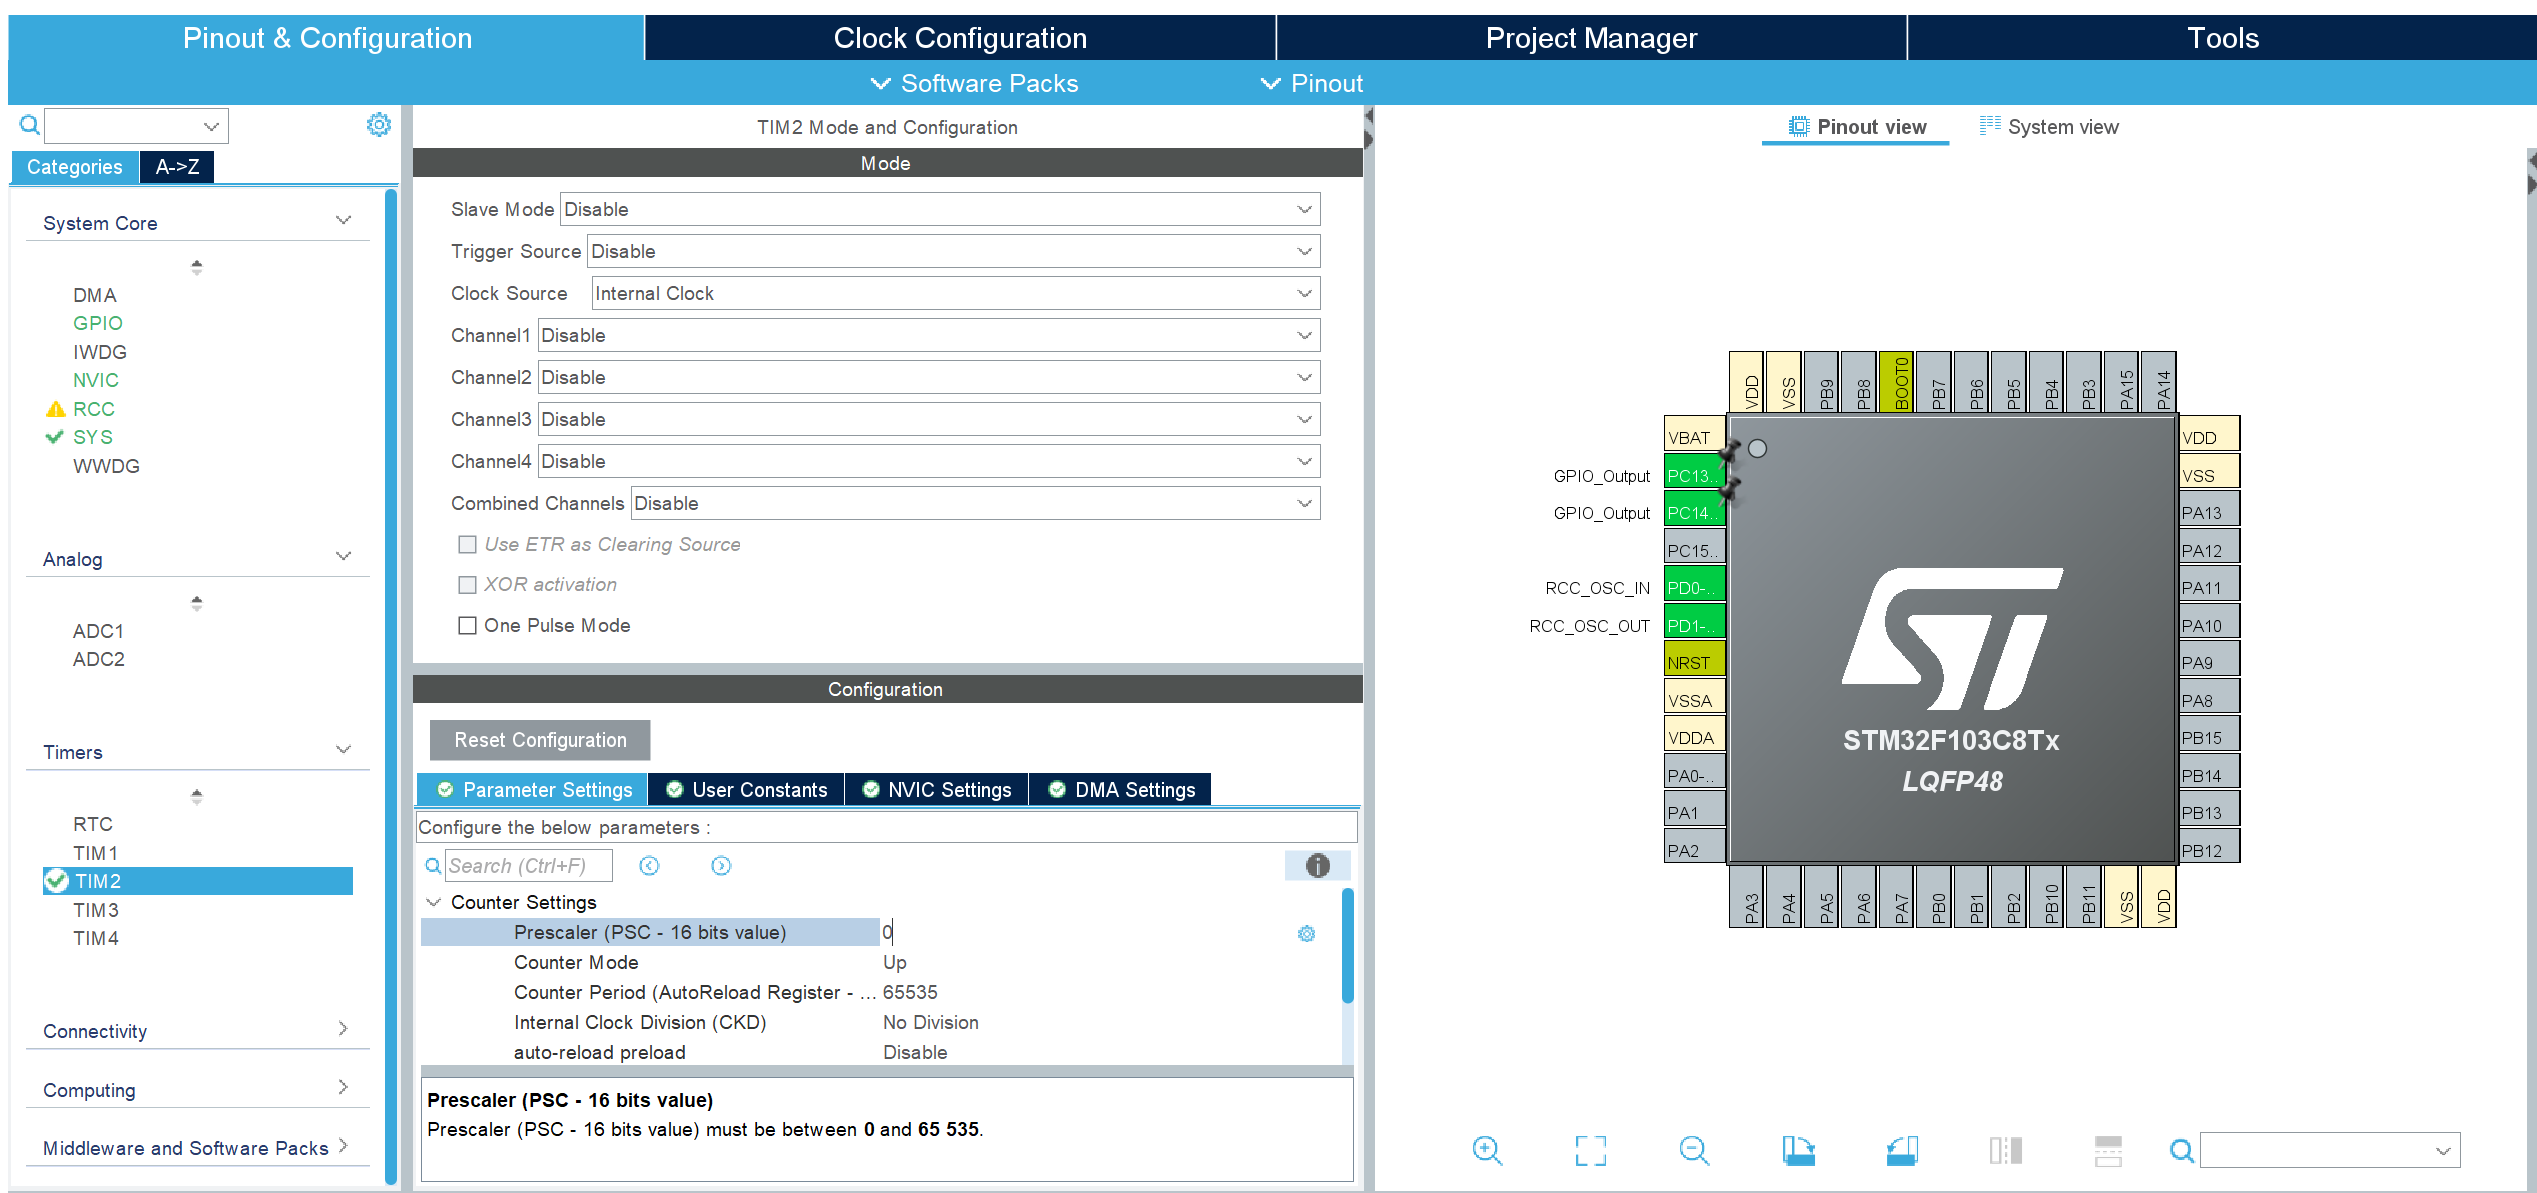 Pinout & Configuration
Clock Configuration
Project Manager
Tools
Software Packs
Pinout
Categories
A->Z
System Core
DMA
GPIO
IWDG
NVIC
RCC
SYS
WWDG
Analog
ADC1
ADC2
Timers
RTC
TIM1
TIM2
TIM3
TIM4
Connectivity
Computing
Middleware and Software Packs
TIM2 Mode and Configuration
Mode
Slave Mode Disable
Trigger Source Disable
Clock Source Internal Clock
Channel1 Disable
Channel2 Disable
Channel3 Disable
Channel4 Disable
Combined Channels Disable
Use ETR as Clearing Source
XOR activation
One Pulse Mode
Configuration
Reset Configuration
Parameter Settings
User Constants
NVIC Settings
DMA Settings
Configure the below parameters :
Search (Ctrl+F)
Counter Settings
Prescaler (PSC - 16 bits value) 0
Counter Mode Up
Counter Period (AutoReload Register - ... 65535
Internal Clock Division (CKD) No Division
auto-reload preload Disable
Prescaler (PSC - 16 bits value)
Prescaler (PSC - 16 bits value) must be between 0 and 65 535.
Pinout view
System view
VDD
VSS
PB9
PB8
BOOT0
PB7
PB6
PB5
PB4
PB3
PA15
PA14
VBAT
GPIO_Output PC13..
GPIO_Output PC14..
PC15..
RCC_OSC_IN PD0-..
RCC_OSC_OUT PD1-..
NRST
VSSA
VDDA
PA0-..
PA1
PA2
ST
STM32F103C8Tx
LQFP48
VDD
VSS
PA13
PA12
PA11
PA10
PA9
PA8
PB15
PB14
PB13
PB12
PA3
PA4
PA5
PA6
PA7
PB0
PB1
PB2
PB10
PB11
VSS
VDD